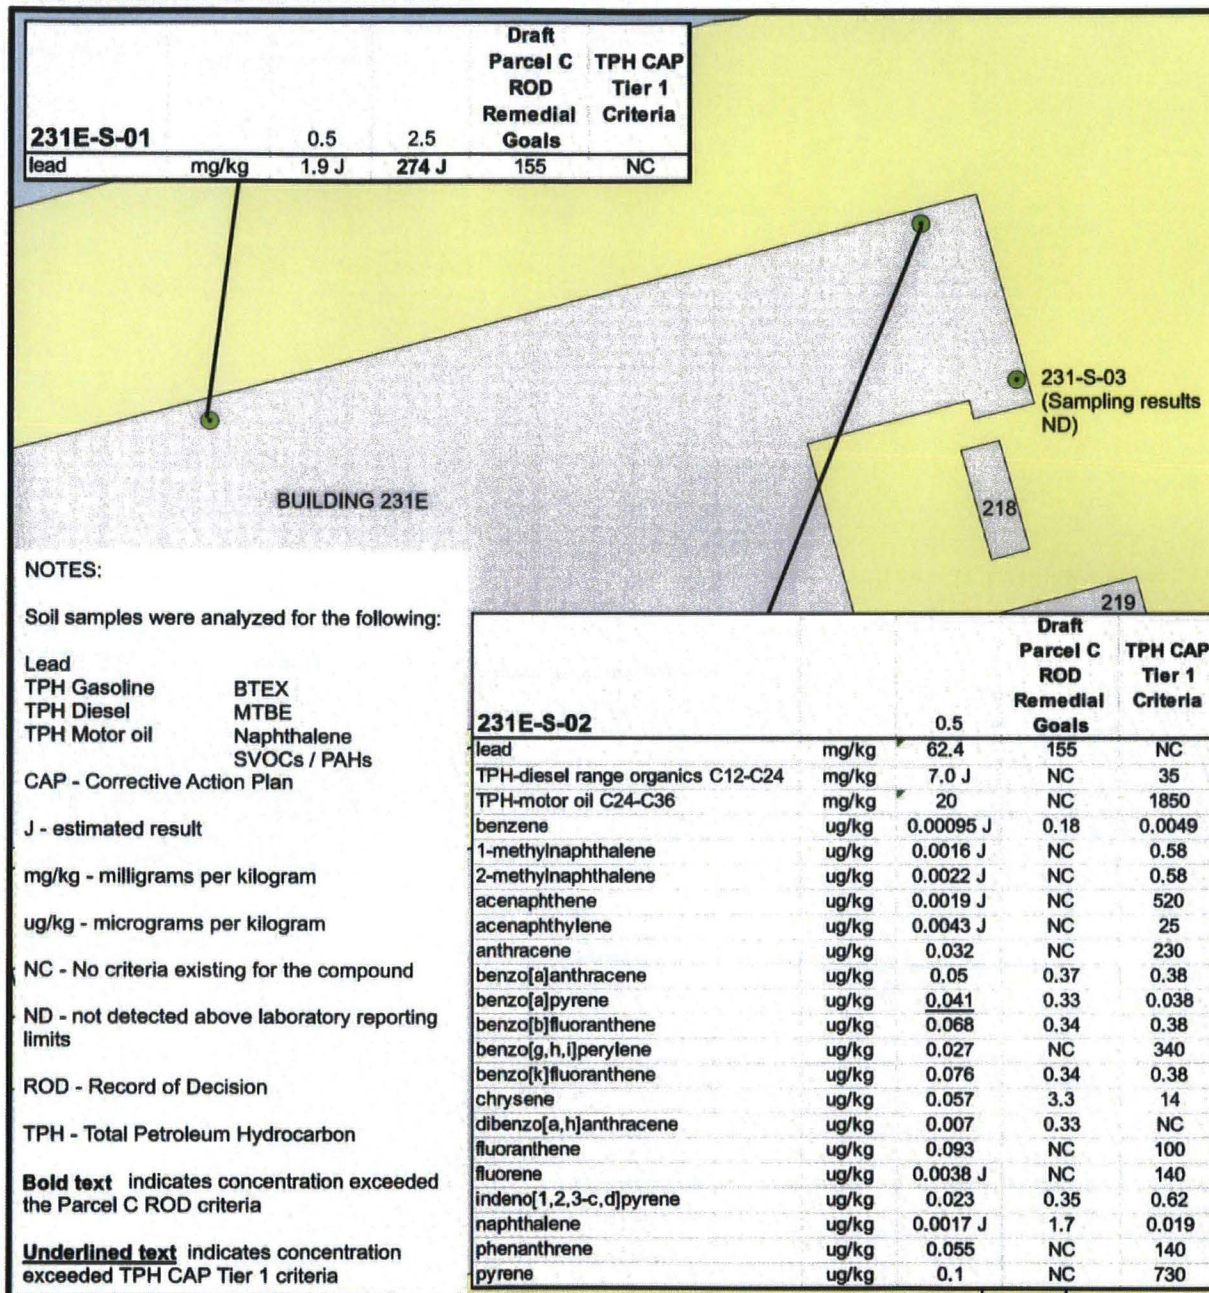 Draft
Parcel C TPH CAP
ROD Tier 1
Remedial Criteria
231E-S-01 0.5 2.5 Goals
lead mg/kg 1.9 J 274 J 155 NC
231-S-03
(Sampling results
ND)
BUILDING 231E
218
219
NOTES:
Soil samples were analyzed for the following:
Lead
TPH Gasoline BTEX
TPH Diesel MTBE
TPH Motor oil Naphthalene
SVOCs / PAHs
CAP - Corrective Action Plan
J - estimated result
mg/kg - milligrams per kilogram
ug/kg - micrograms per kilogram
NC - No criteria existing for the compound
ND - not detected above laboratory reporting
limits
ROD - Record of Decision
TPH - Total Petroleum Hydrocarbon
Bold text indicates concentration exceeded
the Parcel C ROD criteria
Underlined text indicates concentration
exceeded TPH CAP Tier 1 criteria
Draft
Parcel C TPH CAP
ROD Tier 1
Remedial Criteria
231E-S-02 0.5 Goals
lead mg/kg 62.4 155 NC
TPH-diesel range organics C12-C24 mg/kg 7.0 J NC 35
TPH-motor oil C24-C36 mg/kg 20 NC 1850
benzene ug/kg 0.00095 J 0.18 0.0049
1-methylnaphthalene ug/kg 0.0016 J NC 0.58
2-methylnaphthalene ug/kg 0.0022 J NC 0.58
acenaphthene ug/kg 0.0019 J NC 520
acenaphthylene ug/kg 0.0043 J NC 25
anthracene ug/kg 0.032 NC 230
benzo[a]anthracene ug/kg 0.05 0.37 0.38
benzo[a]pyrene ug/kg 0.041 0.33 0.038
benzo[b]fluoranthene ug/kg 0.068 0.34 0.38
benzo[g,h,i]perylene ug/kg 0.027 NC 340
benzo[k]fluoranthene ug/kg 0.076 0.34 0.38
chrysene ug/kg 0.057 3.3 14
dibenzo[a,h]anthracene ug/kg 0.007 0.33 NC
fluoranthene ug/kg 0.093 NC 100
fluorene ug/kg 0.0038 J NC 140
indeno[1,2,3-c,d]pyrene ug/kg 0.023 0.35 0.62
naphthalene ug/kg 0.0017 J 1.7 0.019
phenanthrene ug/kg 0.055 NC 140
pyrene ug/kg 0.1 NC 730